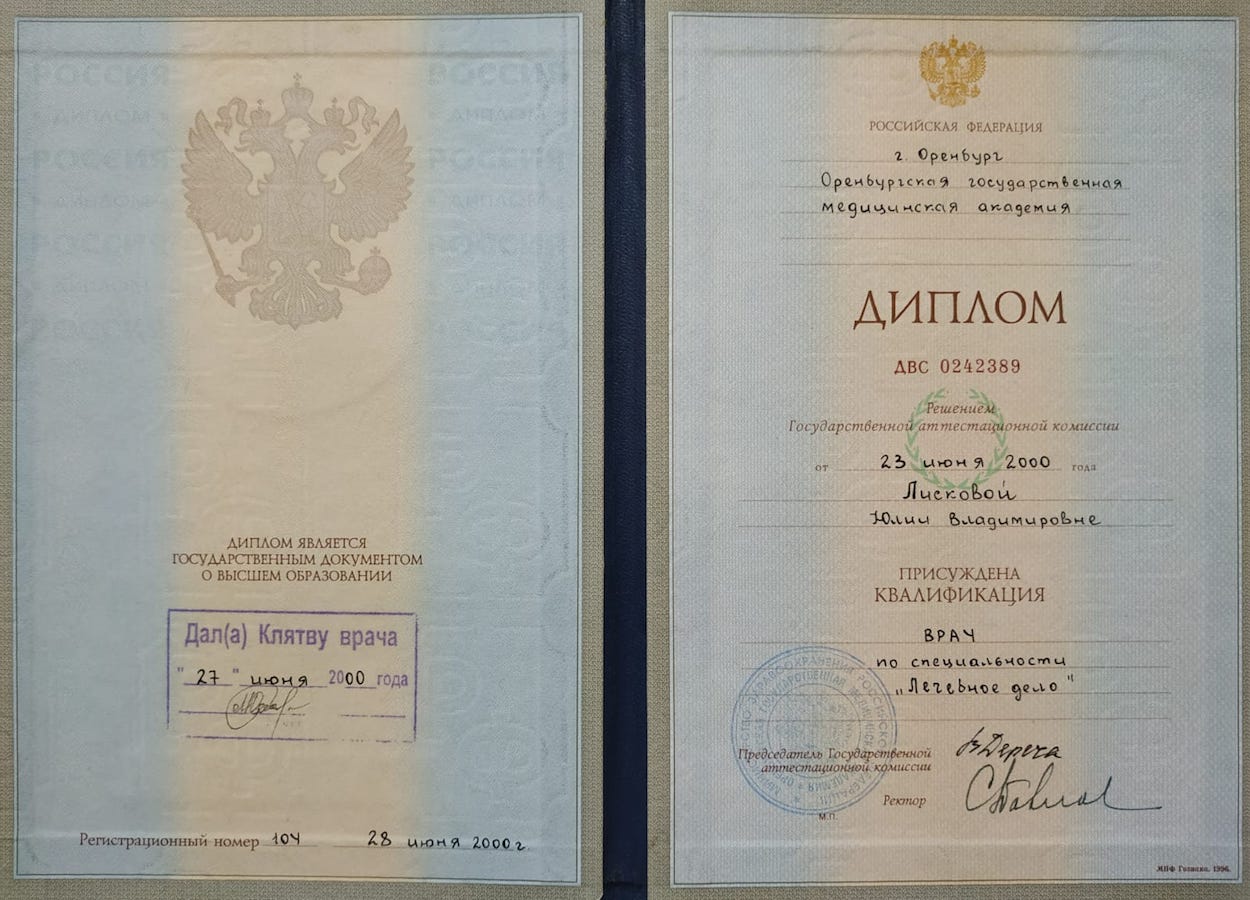 ДИПЛОМ ЯВЛЯЕТСЯ
ГОСУДАРСТВЕННЫМ ДОКУМЕНТОМ
О ВЫСШЕМ ОБРАЗОВАНИИ
Дал(а) Клятву врача
"27" июня 2000 года
Регистрационный номер 104 28 июня 2000 г.
РОССИЙСКАЯ ФЕДЕРАЦИЯ
г. Оренбург
Оренбургская государственная
медицинская академия
ДИПЛОМ
ДВС 0242389
Решением
Государственной аттестационной комиссии
от 23 июня 2000 года
Лисковой
Юлии Владимировне
ПРИСУЖДЕНА
КВАЛИФИКАЦИЯ
ВРАЧ
по специальности
„Лечебное дело"
Председатель Государственной
аттестационной комиссии
Ректор
М.П.
МПФ Гознака. 1996.